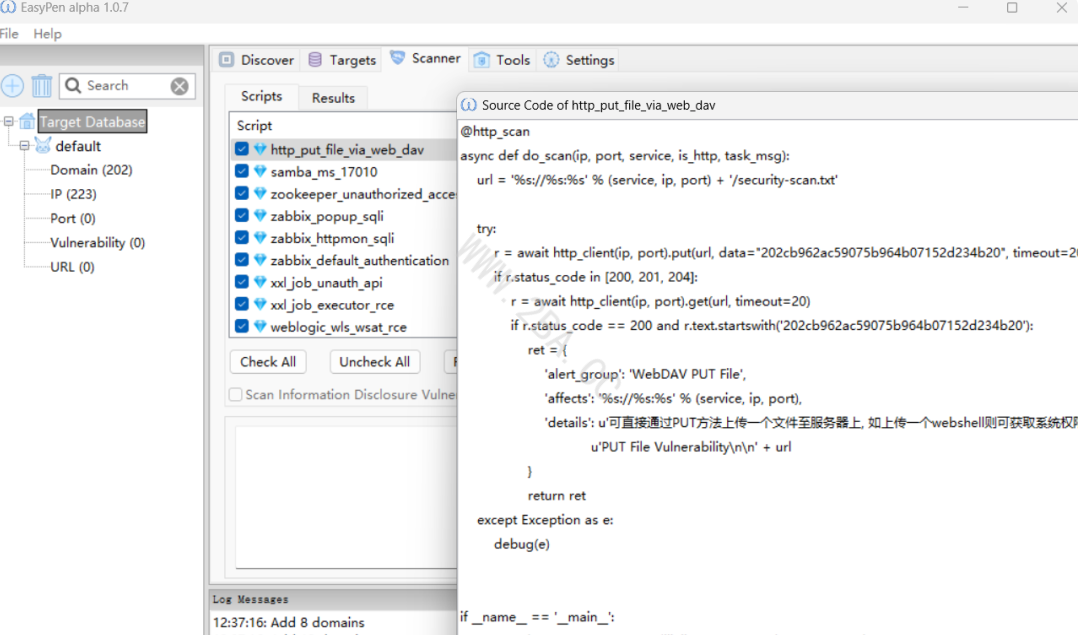 EasyPen alpha 1.0.7
File Help
Discover Targets Scanner Tools Settings
Search
Target Database
default
Domain (202)
IP (223)
Port (0)
Vulnerability (0)
URL (0)
Scripts Results
Script
http_put_file_via_web_dav
samba_ms_17010
zookeeper_unauthorized_acce
zabbix_popup_sqli
zabbix_httpmon_sqli
zabbix_default_authentication
xxl_job_unauth_api
xxl_job_executor_rce
weblogic_wls_wsat_rce
Check All Uncheck All
Scan Information Disclosure Vulne
Log Messages
12:37:16: Add 8 domains
Source Code of http_put_file_via_web_dav
@http_scan
async def do_scan(ip, port, service, is_http, task_msg):
url = '%s://%s:%s' % (service, ip, port) + '/security-scan.txt'
try:
r = await http_client(ip, port).put(url, data="202cb962ac59075b964b07152d234b20", timeout=20
if r.status_code in [200, 201, 204]:
r = await http_client(ip, port).get(url, timeout=20)
if r.status_code == 200 and r.text.startswith('202cb962ac59075b964b07152d234b20'):
ret = {
'alert_group': 'WebDAV PUT File',
'affects': '%s://%s:%s' % (service, ip, port),
'details': u'可直接通过PUT方法上传一个文件至服务器上, 如上传一个webshell则可获取系统权限
u'PUT File Vulnerability\n\n' + url
}
return ret
except Exception as e:
debug(e)
if __name__ == '__main__':